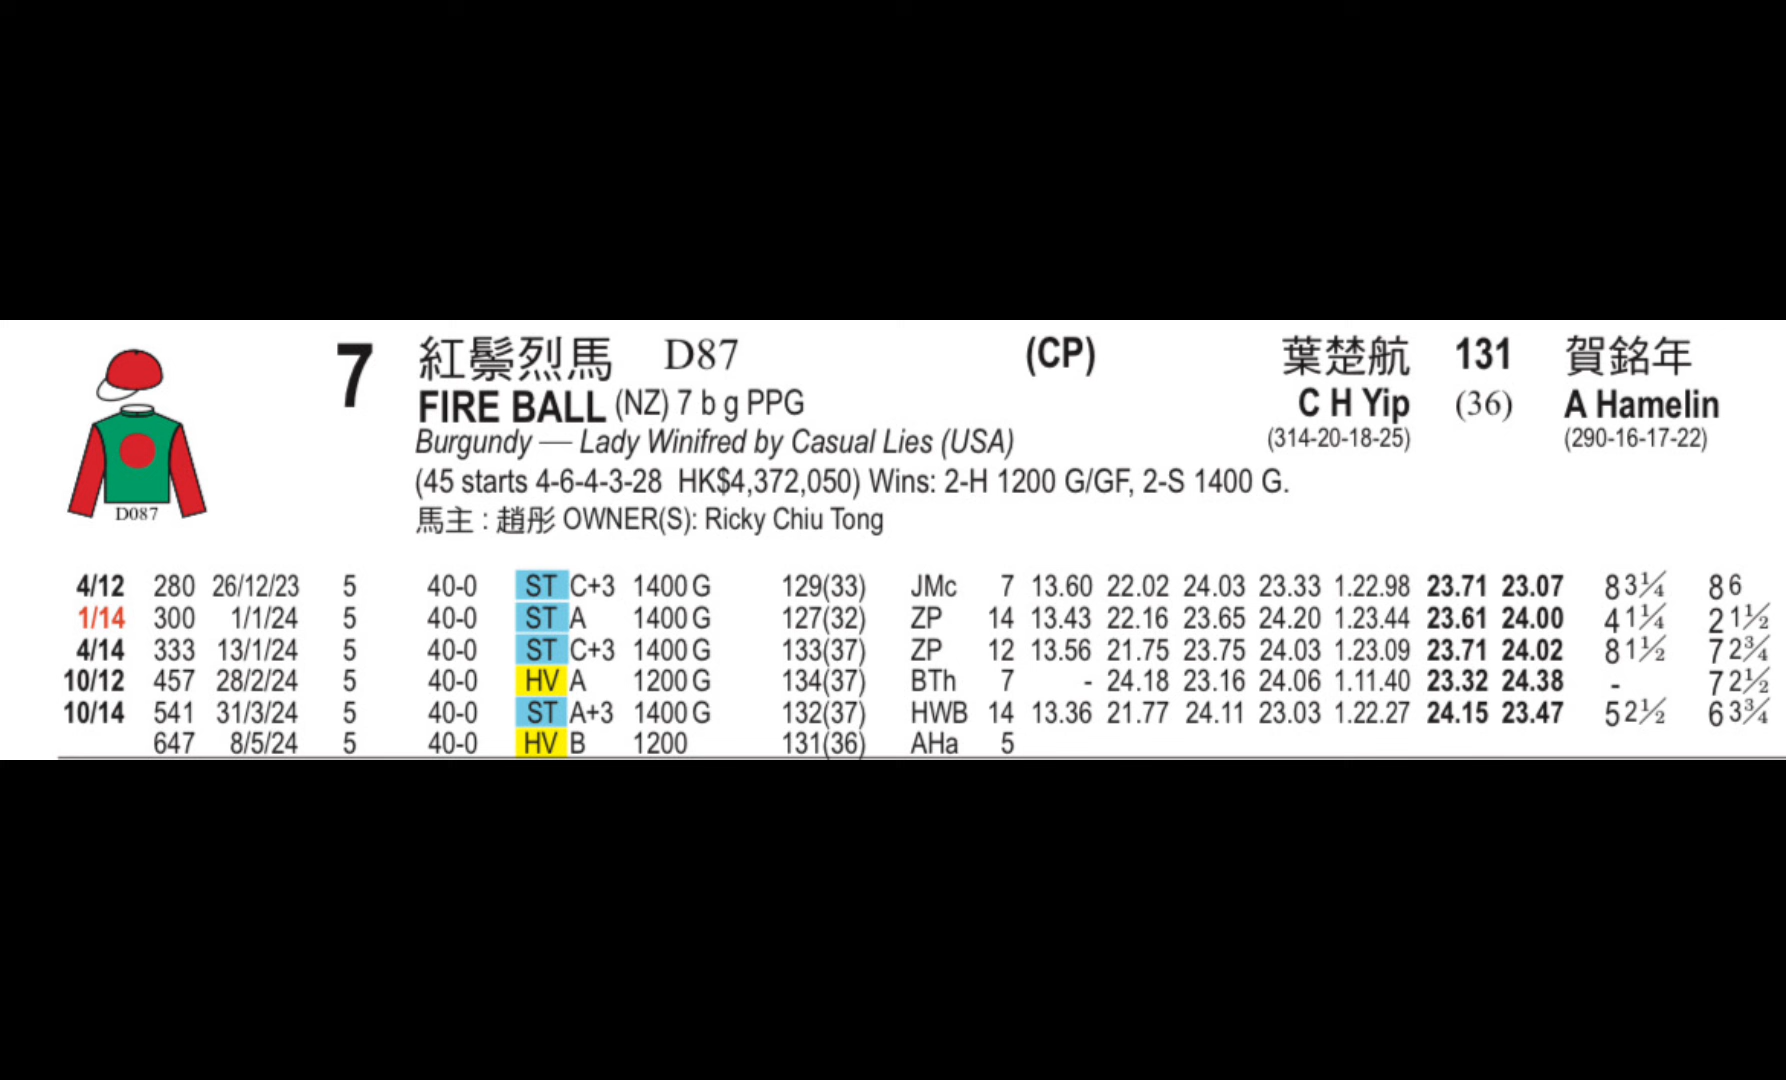 7 紅鬃烈馬 D87 (CP) 葉楚航 131 賀銘年
FIRE BALL (NZ) 7 b g PPG C H Yip (36) A Hamelin
Burgundy — Lady Winifred by Casual Lies (USA) (314-20-18-25) (290-16-17-22)
(45 starts 4-6-4-3-28 HK$4,372,050) Wins: 2-H 1200 G/GF, 2-S 1400 G.
D087
馬主 : 趙彤 OWNER(S): Ricky Chiu Tong
4/12 280 26/12/23 5 40-0 ST C+3 1400 G 129(33) JMc 7 13.60 22.02 24.03 23.33 1.22.98 23.71 23.07 8 3¼ 8 6
1/14 300 1/1/24 5 40-0 ST A 1400 G 127(32) ZP 14 13.43 22.16 23.65 24.20 1.23.44 23.61 24.00 4 1¼ 2 1½
4/14 333 13/1/24 5 40-0 ST C+3 1400 G 133(37) ZP 12 13.56 21.75 23.75 24.03 1.23.09 23.71 24.02 8 1½ 7 2¾
10/12 457 28/2/24 5 40-0 HV A 1200 G 134(37) BTh 7 - 24.18 23.16 24.06 1.11.40 23.32 24.38 - 7 2½
10/14 541 31/3/24 5 40-0 ST A+3 1400 G 132(37) HWB 14 13.36 21.77 24.11 23.03 1.22.27 24.15 23.47 5 2½ 6 3¾
647 8/5/24 5 40-0 HV B 1200 131(36) AHa 5